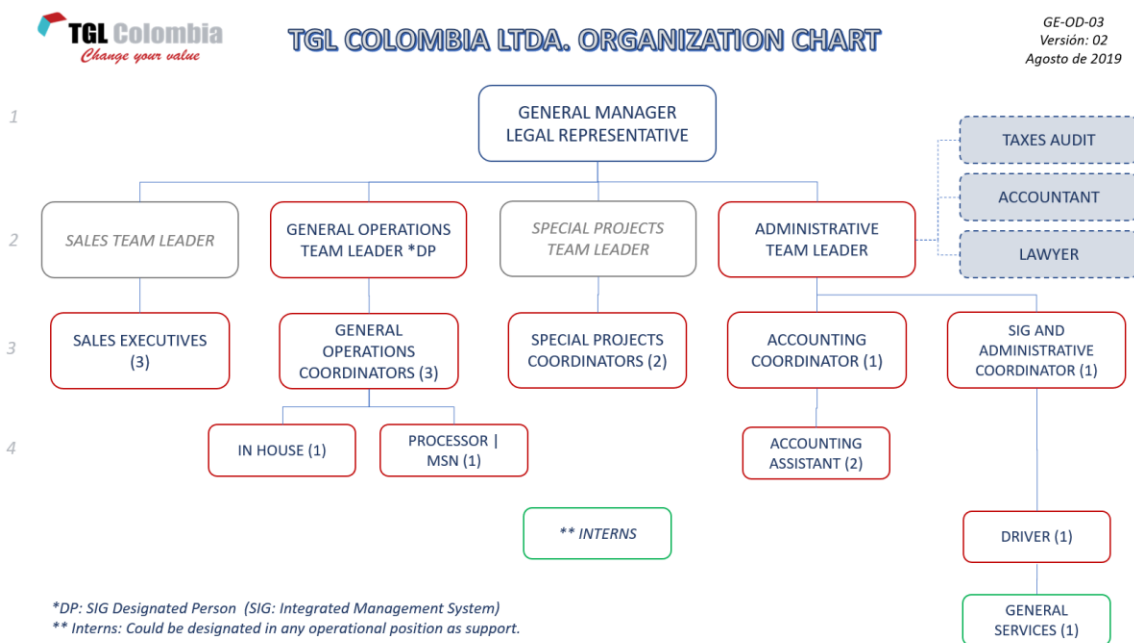 TGL Colombia
Change your value
TGL COLOMBIA LTDA. ORGANIZATION CHART
GE-OD-03
Versión: 02
Agosto de 2019
1
GENERAL MANAGER
LEGAL REPRESENTATIVE
TAXES AUDIT
ACCOUNTANT
LAWYER
2
SALES TEAM LEADER
GENERAL OPERATIONS
TEAM LEADER *DP
SPECIAL PROJECTS
TEAM LEADER
ADMINISTRATIVE
TEAM LEADER
3
SALES EXECUTIVES
(3)
GENERAL
OPERATIONS
COORDINATORS (3)
SPECIAL PROJECTS
COORDINATORS (2)
ACCOUNTING
COORDINATOR (1)
SIG AND
ADMINISTRATIVE
COORDINATOR (1)
4
IN HOUSE (1)
PROCESSOR |
MSN (1)
ACCOUNTING
ASSISTANT (2)
** INTERNS
DRIVER (1)
GENERAL
SERVICES (1)
*DP: SIG Designated Person (SIG: Integrated Management System)
** Interns: Could be designated in any operational position as support.